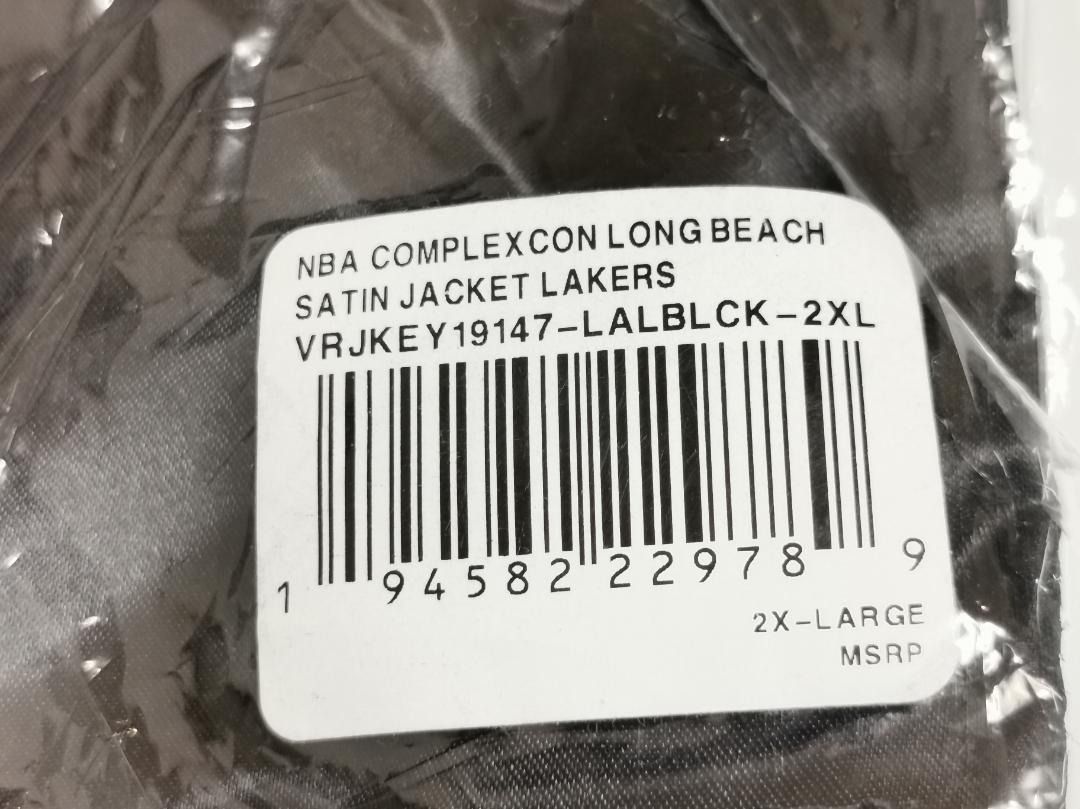 NBA COMPLEXCON LONG BEACH
SATIN JACKET LAKERS
VRJKEY19147-LALBLCK-2XL
1 94582 22978 9
2X-LARGE
MSRP